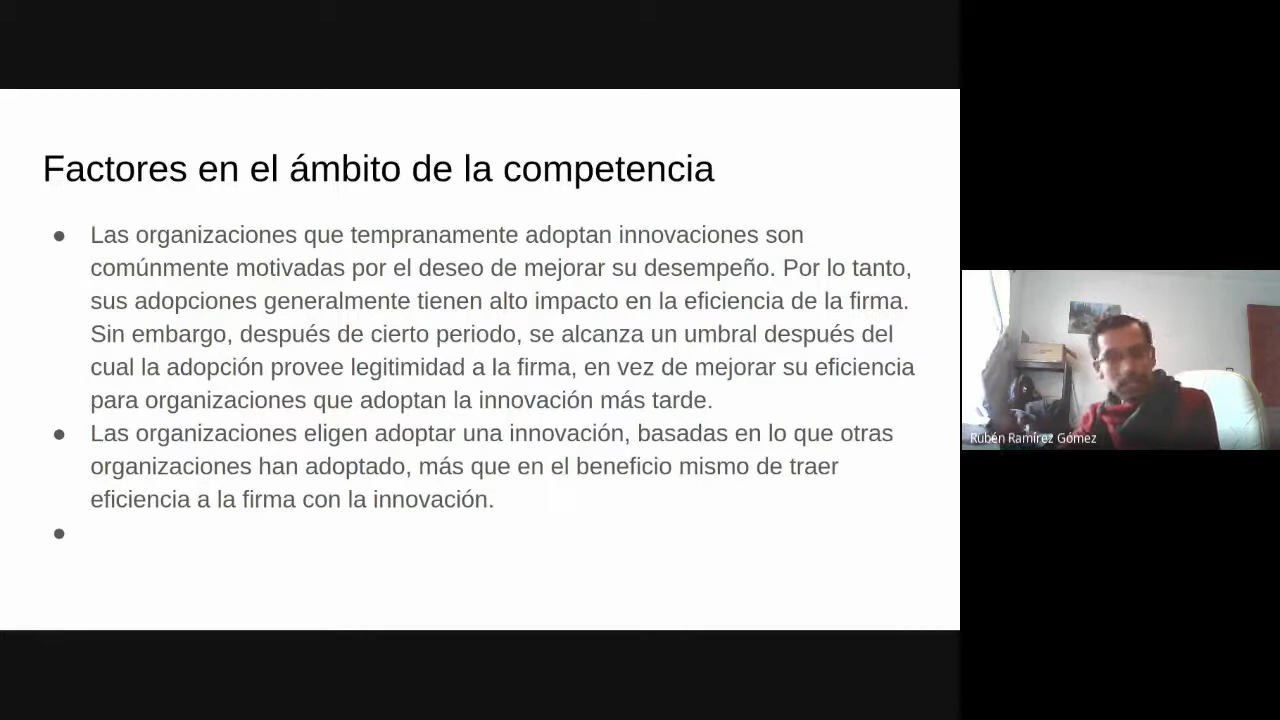 Factores en el ámbito de la competencia
● Las organizaciones que tempranamente adoptan innovaciones son
comúnmente motivadas por el deseo de mejorar su desempeño. Por lo tanto,
sus adopciones generalmente tienen alto impacto en la eficiencia de la firma.
Sin embargo, después de cierto periodo, se alcanza un umbral después del
cual la adopción provee legitimidad a la firma, en vez de mejorar su eficiencia
para organizaciones que adoptan la innovación más tarde.
● Las organizaciones eligen adoptar una innovación, basadas en lo que otras
organizaciones han adoptado, más que en el beneficio mismo de traer
eficiencia a la firma con la innovación.
●
Rubén Ramírez Gómez